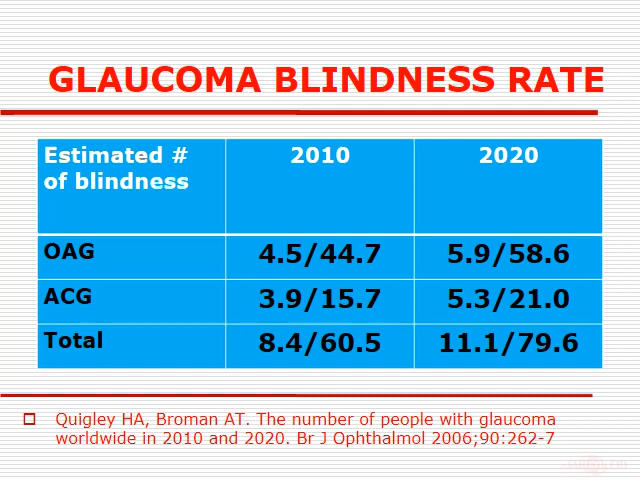 GLAUCOMA BLINDNESS RATE
Estimated # 2010 2020
of blindness
OAG 4.5/44.7 5.9/58.6
ACG 3.9/15.7 5.3/21.0
Total 8.4/60.5 11.1/79.6
Quigley HA, Broman AT. The number of people with glaucoma
worldwide in 2010 and 2020. Br J Ophthalmol 2006;90:262-7